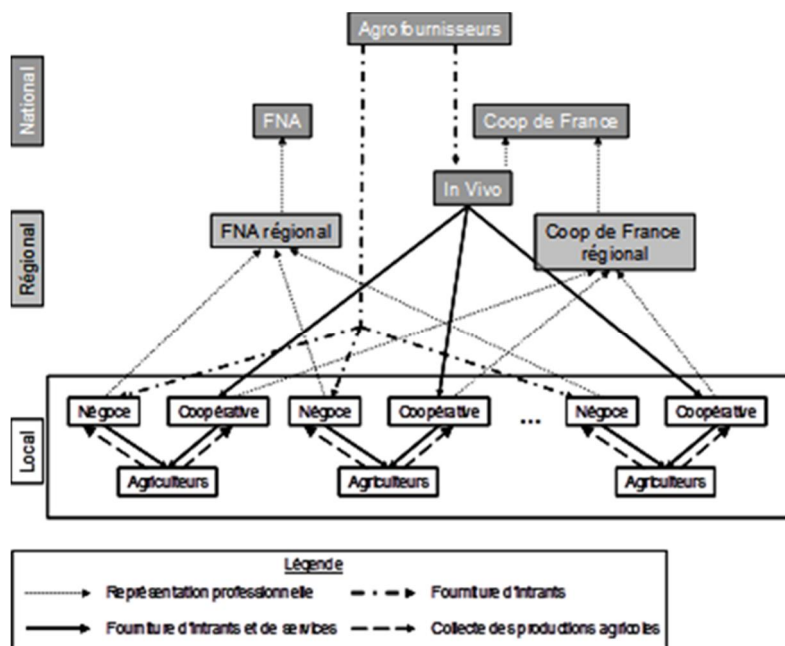 Agrofournisseurs
National
FNA
Coop de France
In Vivo
Régional
FNA régional
Coop de France
régional
Local
Négoce
Coopérative
Négoce
Coopérative
...
Négoce
Coopérative
Agriculteurs
Agriculteurs
Agriculteurs
Légende
Représentation professionnelle
Fourniture d'intrants
Fourniture d'intrants et de services
Collecte des productions agricoles